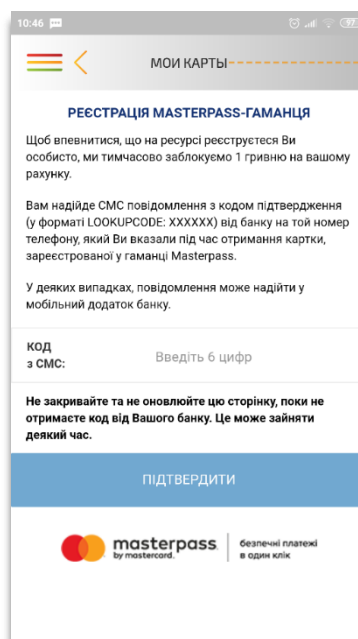 10:46
97
МОИ КАРТЫ
РЕЄСТРАЦІЯ MASTERPASS-ГАМАНЦЯ
Щоб впевнитися, що на ресурсі реєструєтеся Ви
особисто, ми тимчасово заблокуємо 1 гривню на вашому
рахунку.
Вам надійде СМС повідомлення з кодом підтвердження
(у форматі LOOKUPCODE: XXXXXX) від банку на той номер
телефону, який Ви вказали під час отримання картки,
зареєстрованої у гаманці Masterpass.
У деяких випадках, повідомлення може надійти у
мобільний додаток банку.
КОД
з СМС:
Введіть 6 цифр
Не закривайте та не оновлюйте цю сторінку, поки не
отримаєте код від Вашого банку. Це може зайняти
деякий час.
ПІДТВЕРДИТИ
masterpass
by mastercard.
безпечні платежі
в один клік